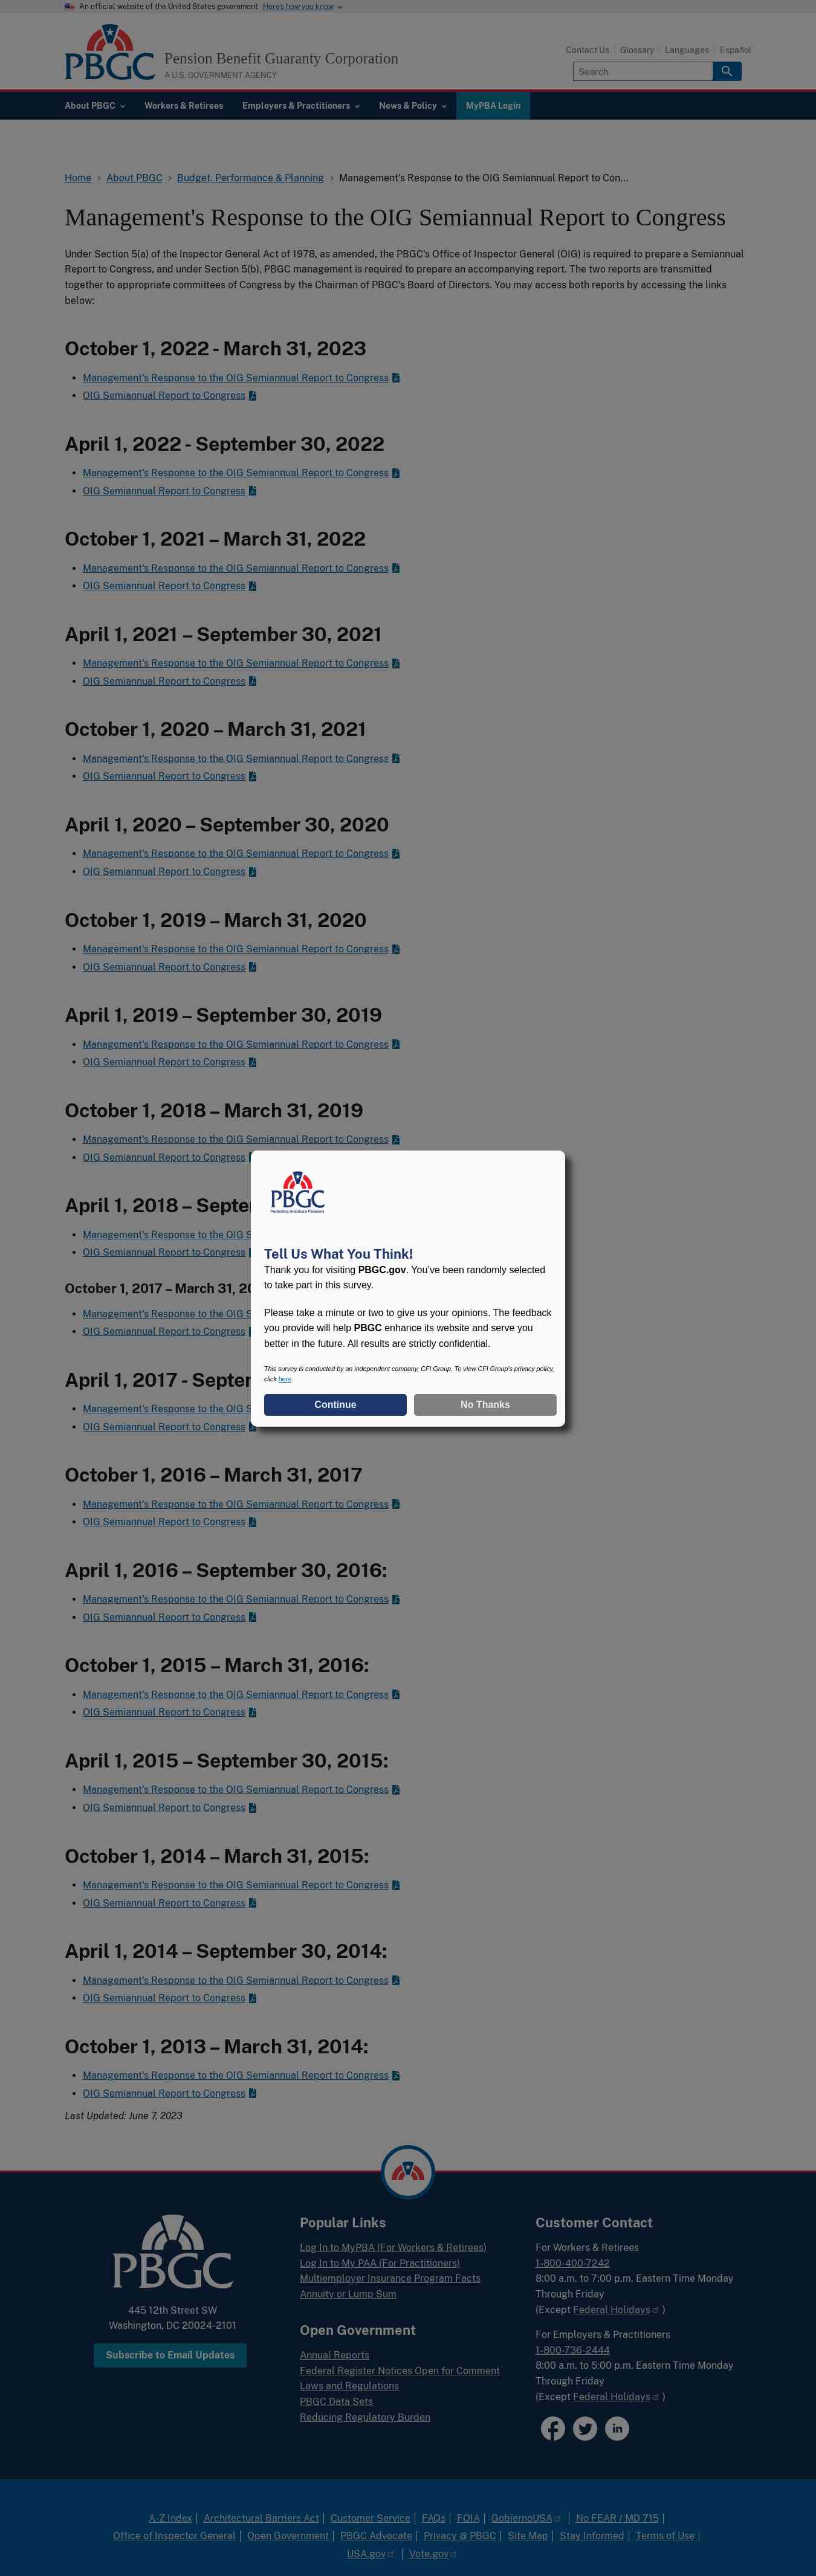 An official website of the United States government Here's how you know
PBGC
Pension Benefit Guaranty Corporation
A U.S. GOVERNMENT AGENCY
Contact Us Glossary Languages Español
Search
About PBGC Workers & Retirees Employers & Practitioners News & Policy MyPBA Login
Home About PBGC Budget, Performance & Planning Management's Response to the OIG Semiannual Report to Con...
Management's Response to the OIG Semiannual Report to Congress
Under Section 5(a) of the Inspector General Act of 1978, as amended, the PBGC's Office of Inspector General (OIG) is required to prepare a Semiannual
Report to Congress, and under Section 5(b), PBGC management is required to prepare an accompanying report. The two reports are transmitted
together to appropriate committees of Congress by the Chairman of PBGC's Board of Directors. You may access both reports by accessing the links
below:
October 1, 2022 - March 31, 2023
Management's Response to the OIG Semiannual Report to Congress
OIG Semiannual Report to Congress
April 1, 2022 - September 30, 2022
Management's Response to the OIG Semiannual Report to Congress
OIG Semiannual Report to Congress
October 1, 2021 – March 31, 2022
Management's Response to the OIG Semiannual Report to Congress
OIG Semiannual Report to Congress
April 1, 2021 – September 30, 2021
Management's Response to the OIG Semiannual Report to Congress
OIG Semiannual Report to Congress
October 1, 2020 – March 31, 2021
Management's Response to the OIG Semiannual Report to Congress
OIG Semiannual Report to Congress
April 1, 2020 – September 30, 2020
Management's Response to the OIG Semiannual Report to Congress
OIG Semiannual Report to Congress
October 1, 2019 – March 31, 2020
Management's Response to the OIG Semiannual Report to Congress
OIG Semiannual Report to Congress
April 1, 2019 – September 30, 2019
Management's Response to the OIG Semiannual Report to Congress
OIG Semiannual Report to Congress
October 1, 2018 – March 31, 2019
Management's Response to the OIG Semiannual Report to Congress
OIG Semiannual Report to Congress
April 1, 2018 – Septe
Management's Response to the OIG S
OIG Semiannual Report to Congress
October 1, 2017 – March 31, 20
Management's Response to the OIG S
OIG Semiannual Report to Congress
April 1, 2017 - Septe
Management's Response to the OIG S
OIG Semiannual Report to Congress
PBGC
Protecting America's Pensions
Tell Us What You Think!
Thank you for visiting PBGC.gov. You've been randomly selected
to take part in this survey.
Please take a minute or two to give us your opinions. The feedback
you provide will help PBGC enhance its website and serve you
better in the future. All results are strictly confidential.
This survey is conducted by an independent company, CFI Group. To view CFI Group's privacy policy,
click here.
Continue No Thanks
October 1, 2016 – March 31, 2017
Management's Response to the OIG Semiannual Report to Congress
OIG Semiannual Report to Congress
April 1, 2016 – September 30, 2016:
Management's Response to the OIG Semiannual Report to Congress
OIG Semiannual Report to Congress
October 1, 2015 – March 31, 2016:
Management's Response to the OIG Semiannual Report to Congress
OIG Semiannual Report to Congress
April 1, 2015 – September 30, 2015:
Management's Response to the OIG Semiannual Report to Congress
OIG Semiannual Report to Congress
October 1, 2014 – March 31, 2015:
Management's Response to the OIG Semiannual Report to Congress
OIG Semiannual Report to Congress
April 1, 2014 – September 30, 2014:
Management's Response to the OIG Semiannual Report to Congress
OIG Semiannual Report to Congress
October 1, 2013 – March 31, 2014:
Management's Response to the OIG Semiannual Report to Congress
OIG Semiannual Report to Congress
Last Updated: June 7, 2023
PBGC
445 12th Street SW
Washington, DC 20024-2101
Subscribe to Email Updates
Popular Links
Log In to MyPBA (For Workers & Retirees)
Log In to My PAA (For Practitioners)
Multiemployer Insurance Program Facts
Annuity or Lump Sum
Open Government
Annual Reports
Federal Register Notices Open for Comment
Laws and Regulations
PBGC Data Sets
Reducing Regulatory Burden
Customer Contact
For Workers & Retirees
1-800-400-7242
8:00 a.m. to 7:00 p.m. Eastern Time Monday
Through Friday
(Except Federal Holidays )
For Employers & Practitioners
1-800-736-2444
8:00 a.m. to 5:00 p.m. Eastern Time Monday
Through Friday
(Except Federal Holidays )
A-Z Index | Architectural Barriers Act | Customer Service | FAQs | FOIA | GobiernoUSA | No FEAR / MD 715 |
Office of Inspector General | Open Government | PBGC Advocate | Privacy @ PBGC | Site Map | Stay Informed | Terms of Use |
USA.gov | Vote.gov